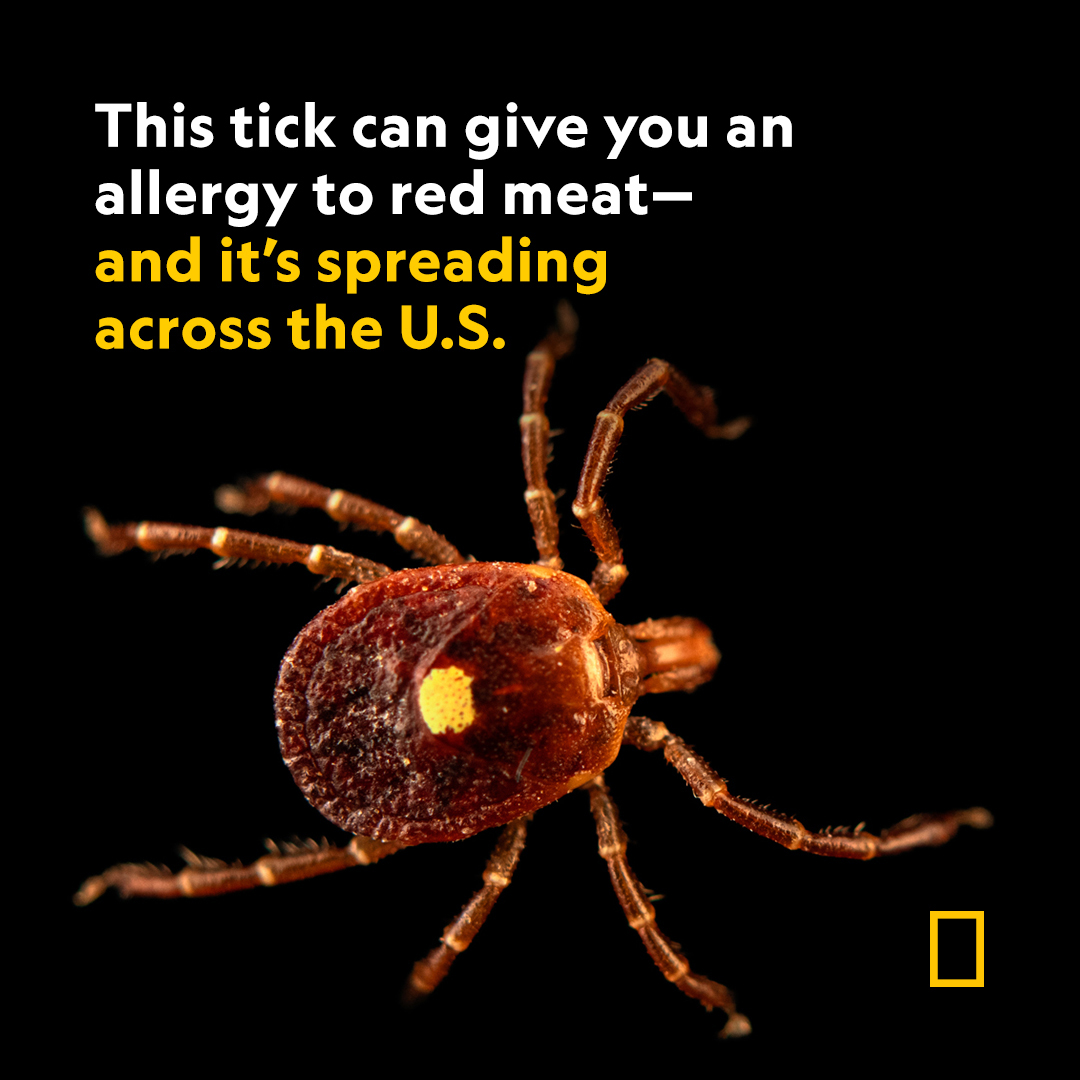 This tick can give you an
allergy to red meat—
and it’s spreading
across the U.S.